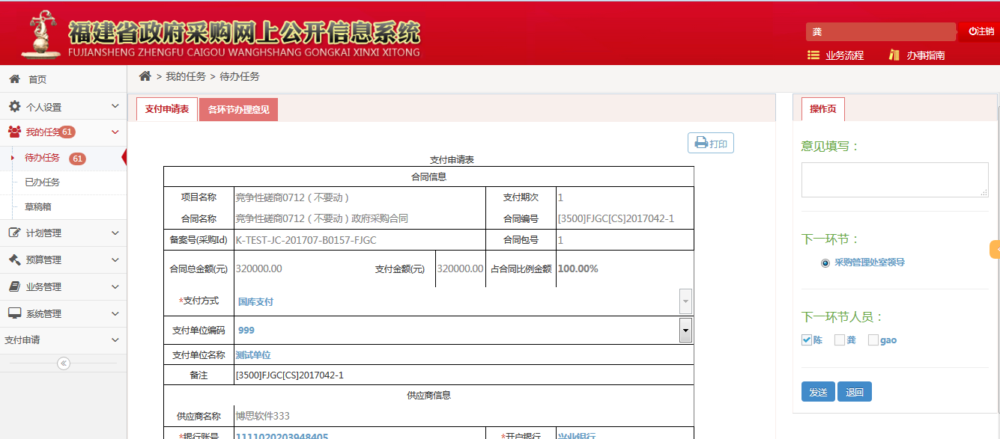 福建省政府采购网上公开信息系统
FUJIANSHENG ZHENGFU CAIGOU WANGHSHANG GONGKAI XINXI XITONG
龚
注销
业务流程
办事指南
首页
个人设置
我的任务 61
待办任务 61
已办任务
草稿箱
计划管理
预算管理
业务管理
系统管理
支付申请
> 我的任务 > 待办任务
支付申请表 各环节办理意见
打印
支付申请表
合同信息
项目名称 竞争性磋商0712（不要动） 支付期次 1
合同名称 竞争性磋商0712（不要动）政府采购合同 合同编号 [3500]FJGC[CS]2017042-1
备案号(采购Id) K-TEST-JC-201707-B0157-FJGC 合同包号 1
合同总金额(元) 320000.00 支付金额(元) 320000.00 占合同比例金额 100.00%
*支付方式 国库支付
支付单位编码 999
支付单位名称 测试单位
备注 [3500]FJGC[CS]2017042-1
供应商信息
供应商名称 博思软件333
*银行账号 1111020203948405 *开户银行 兴业银行
操作页
意见填写：
下一环节：
采购管理处室领导
下一环节人员：
陈 龚 gao
发送 退回